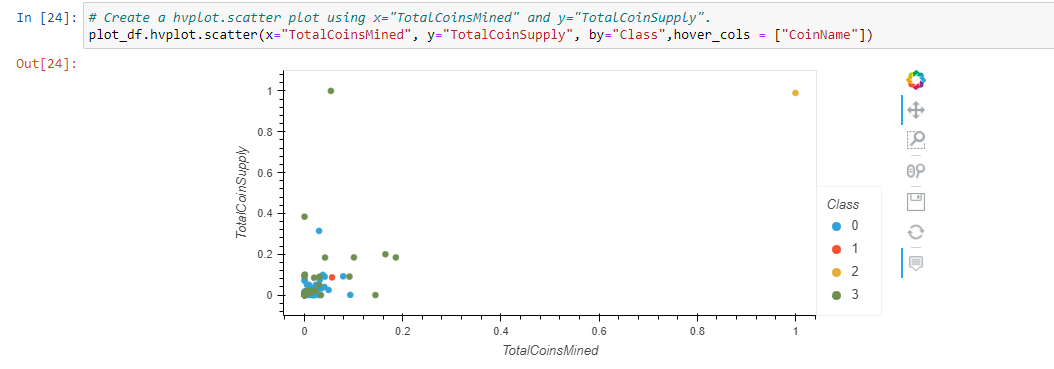 In [24]: # Create a hvplot.scatter plot using x="TotalCoinsMined" and y="TotalCoinSupply".
plot_df.hvplot.scatter(x="TotalCoinsMined", y="TotalCoinSupply", by="Class",hover_cols = ["CoinName"])
Out[24]:
TotalCoinSupply
1
0.8
0.6
0.4
0.2
0
0 0.2 0.4 0.6 0.8 1
TotalCoinsMined
Class
0
1
2
3